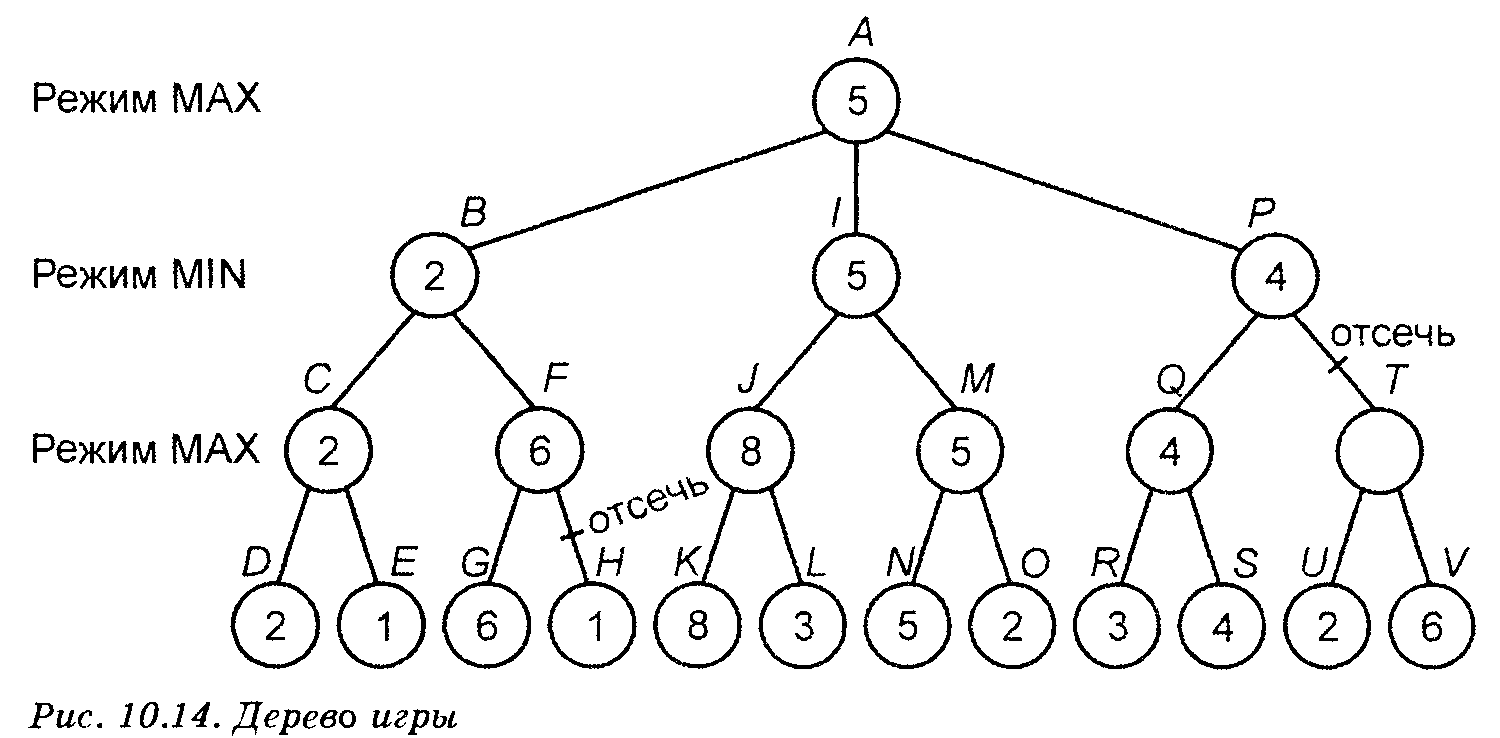 A
Режим MAX 5
B I P
Режим MIN 2 5 4
отсечь
C F J M Q T
Режим MAX 2 6 8 5 4
отсечь
D E G H K L N O R S U V
2 1 6 1 8 3 5 2 3 4 2 6
Рис. 10.14. Дерево игры